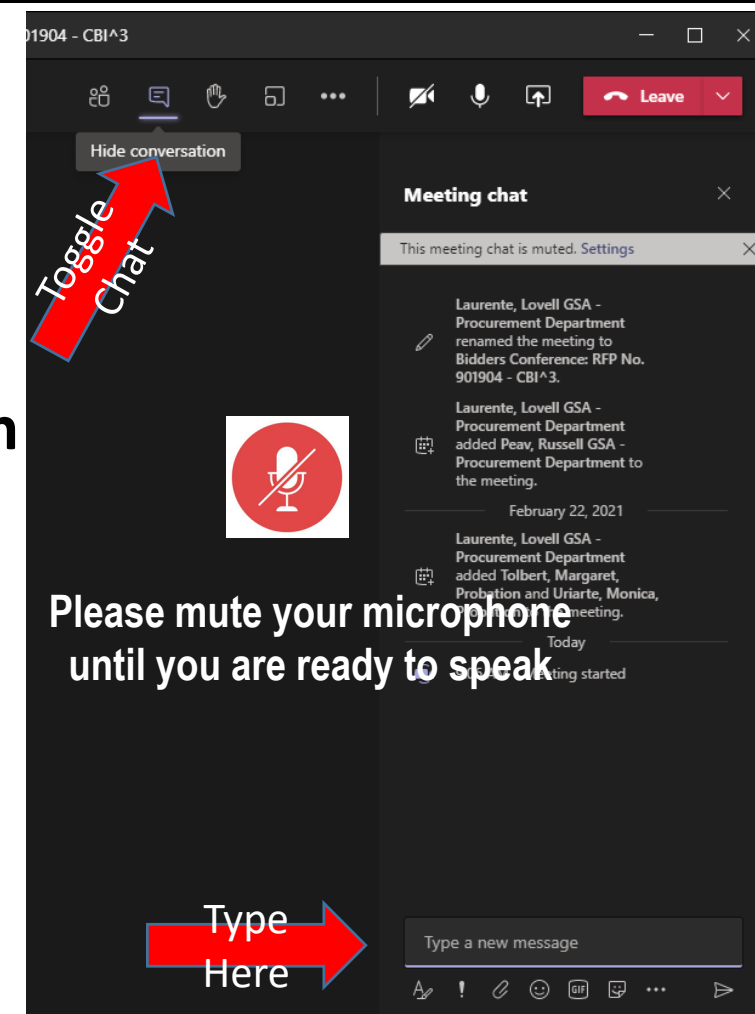 01904 - CBI^3
Leave
Hide conversation
Toggle
Chat
Meeting chat
This meeting chat is muted. Settings
Laurente, Lovell GSA -
Procurement Department
renamed the meeting to
Bidders Conference: RFP No.
901904 - CBI^3.
n
Laurente, Lovell GSA -
Procurement Department
added Peav, Russell GSA -
Procurement Department to
the meeting.
February 22, 2021
Laurente, Lovell GSA -
Procurement Department
added Tolbert, Margaret,
Probation and Uriarte, Monica,
meeting.
Please mute your microphone
until you are ready to speak
Today
Meeting started
Type
Here
Type a new message
GIF